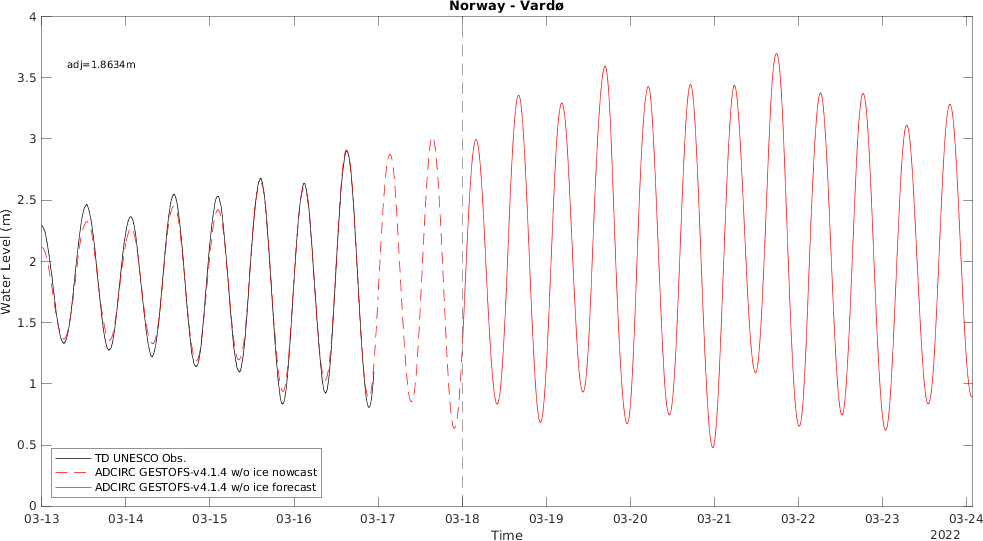 Norway - Vardø
adj=1.8634m
4
3.5
3
2.5
2
1.5
1
0.5
0
Water Level (m)
TD UNESCO Obs.
ADCIRC GESTOFS-v4.1.4 w/o ice nowcast
ADCIRC GESTOFS-v4.1.4 w/o ice forecast
03-13 03-14 03-15 03-16 03-17 03-18 03-19 03-20 03-21 03-22 03-23 03-24
Time
2022